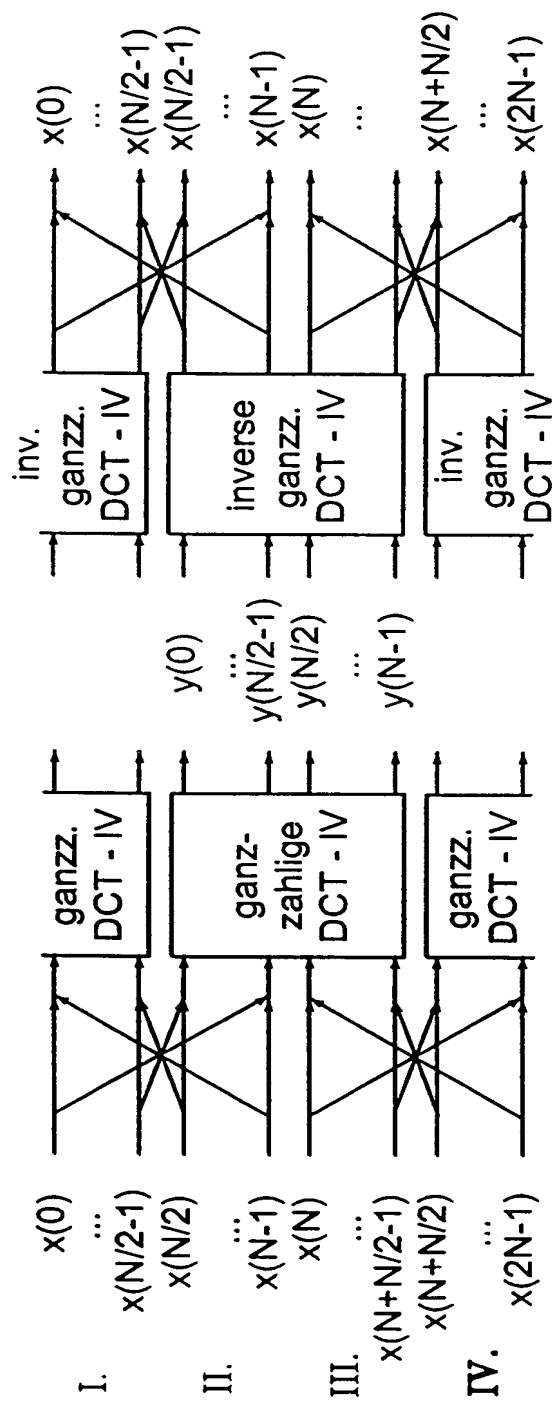 I.
II.
III.
IV.
x(0)
...
x(N/2-1)
x(N/2)
...
x(N-1)
x(N)
...
x(N+N/2-1)
x(N+N/2)
...
x(2N-1)
ganzz.
DCT - IV
ganz-
zahlige
DCT - IV
ganzz.
DCT - IV
y(0)
...
y(N/2-1)
y(N/2)
...
y(N-1)
inv.
ganzz.
DCT - IV
inverse
ganzz.
DCT - IV
inv.
ganzz.
DCT - IV
x(0)
...
x(N/2-1)
x(N/2-1)
...
x(N-1)
x(N)
...
x(N+N/2)
...
x(2N-1)